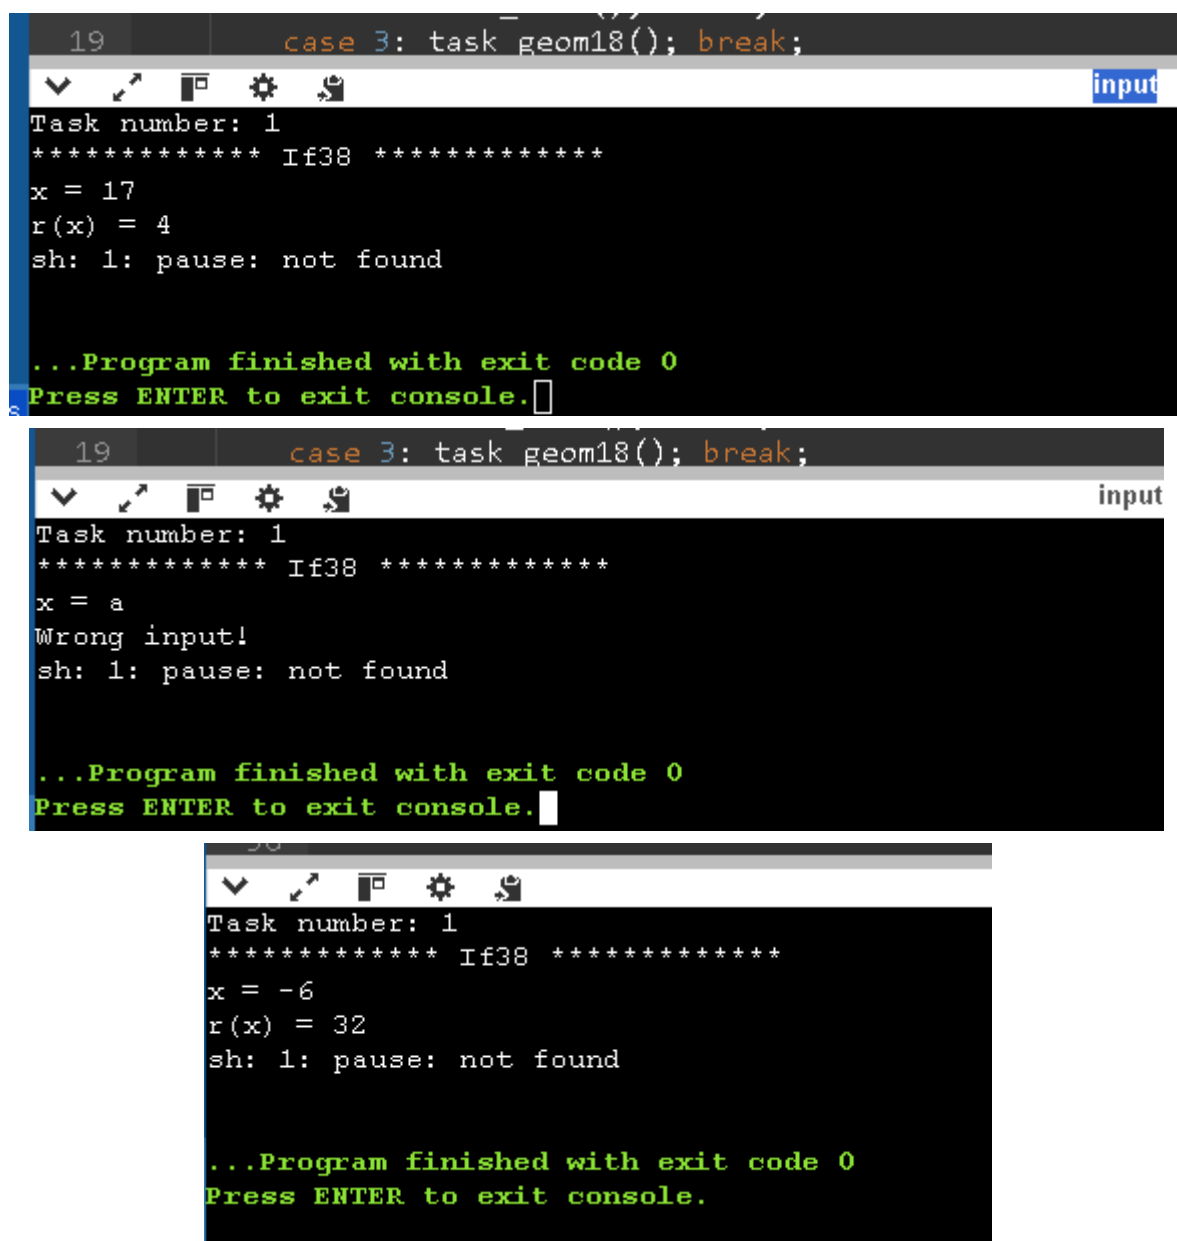 19 case 3: task_geom18(); break;
input
Task number: 1
************* If38 *************
x = 17
r(x) = 4
sh: 1: pause: not found
...Program finished with exit code 0
Press ENTER to exit console.
s
19 case 3: task geom18(); break;
input
Task number: 1
************* If38 *************
x = a
Wrong input!
sh: 1: pause: not found
...Program finished with exit code 0
Press ENTER to exit console.
Task number: 1
************* If38 *************
x = -6
r(x) = 32
sh: 1: pause: not found
...Program finished with exit code 0
Press ENTER to exit console.